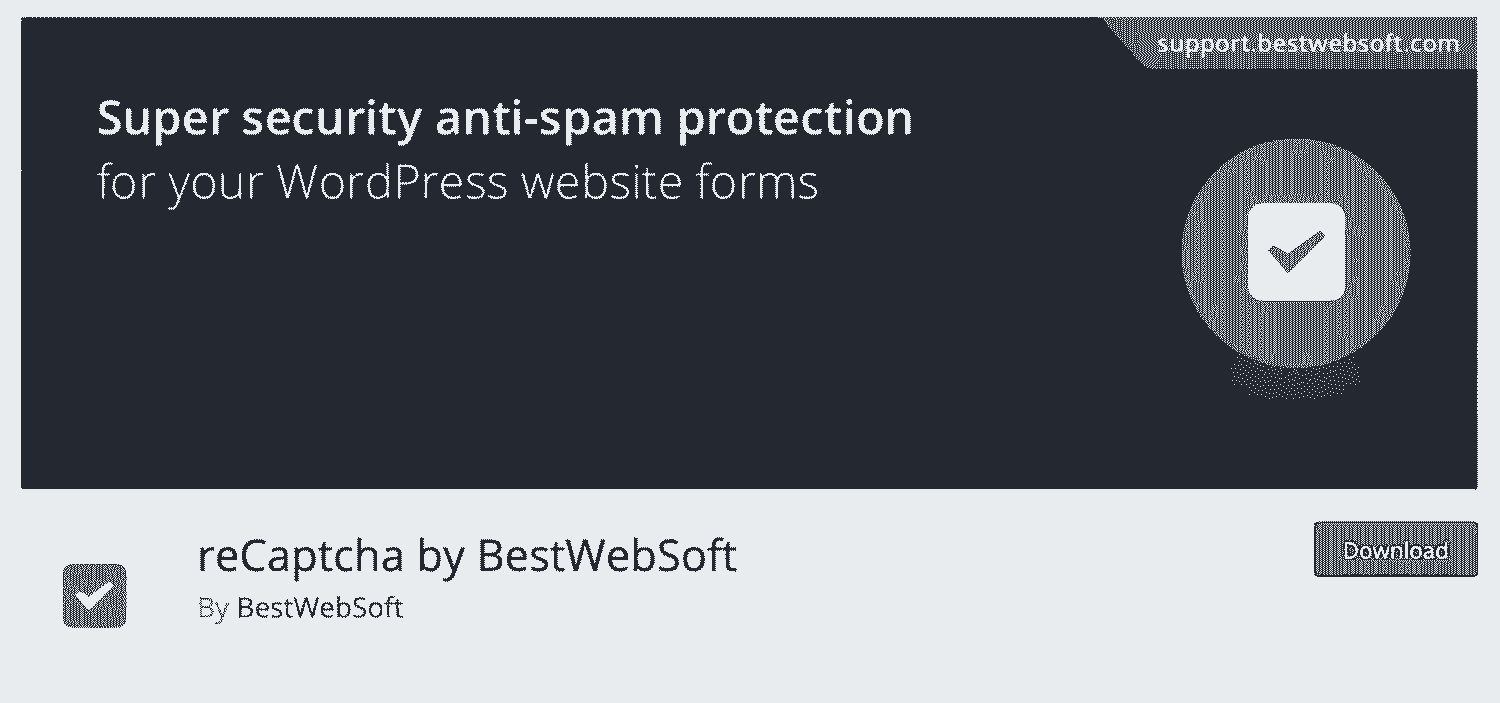 support.bestwebsoft.com
Super security anti-spam protection
for your WordPress website forms
reCaptcha by BestWebSoft
Download
By BestWebSoft